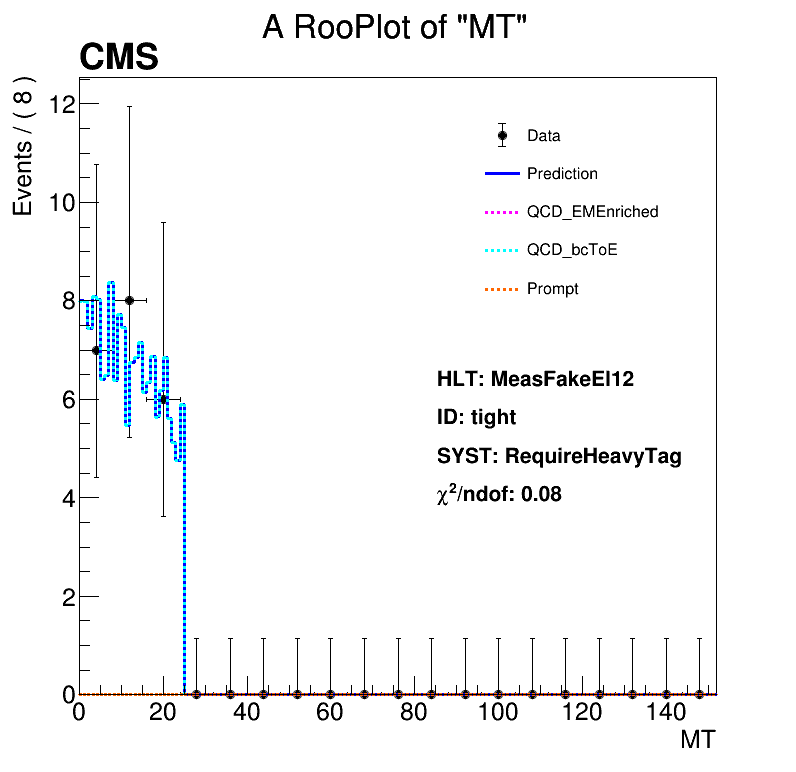 A RooPlot of "MT"
CMS
Events / ( 8 )
12
10
8
6
4
2
0
Data
Prediction
QCD_EMEnriched
QCD_bcToE
Prompt
HLT: MeasFakeEl12
ID: tight
SYST: RequireHeavyTag
χ²/ndof: 0.08
0 20 40 60 80 100 120 140
MT